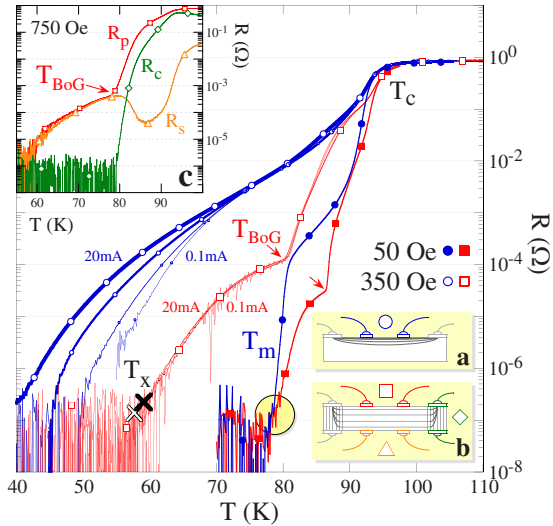 750 Oe
R_p
R_c
T_BoG
R_s
c
10^-1
10^-3
10^-5
R (Ω)
60 70 80 90
T (K)
T_c
T_BoG
20mA
0.1mA
20mA
0.1mA
T_x
T_m
50 Oe
350 Oe
a
b
10^0
10^-2
10^-4
10^-6
10^-8
R (Ω)
40 50 60 70 80 90 100 110
T (K)